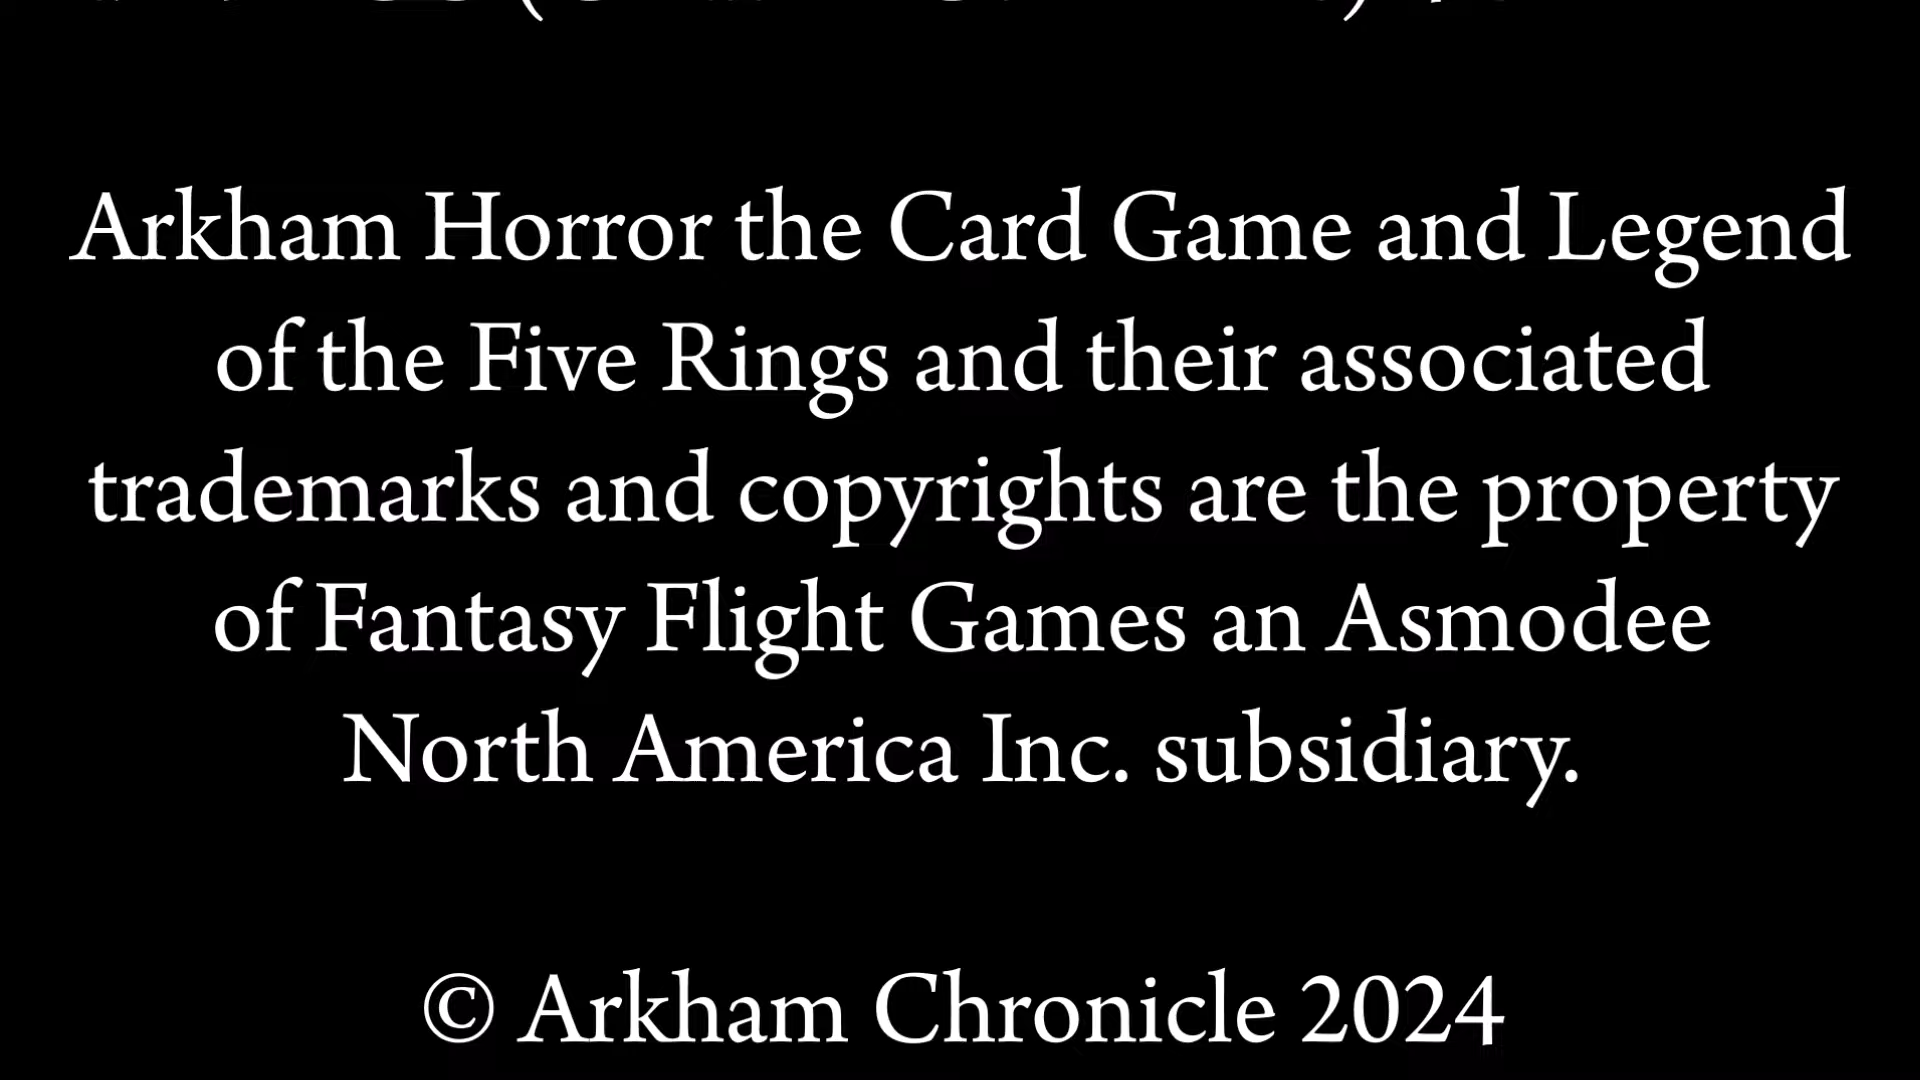 Arkham Horror the Card Game and Legend
of the Five Rings and their associated
trademarks and copyrights are the property
of Fantasy Flight Games an Asmodee
North America Inc. subsidiary.
© Arkham Chronicle 2024